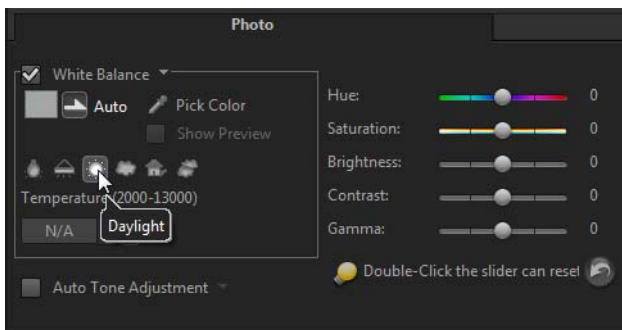 Photo
White Balance
Auto
Pick Color
Show Preview
Temperature (2000-13000)
N/A
Daylight
Auto Tone Adjustment
Hue: 0
Saturation: 0
Brightness: 0
Contrast: 0
Gamma: 0
Double-Click the slider can reset